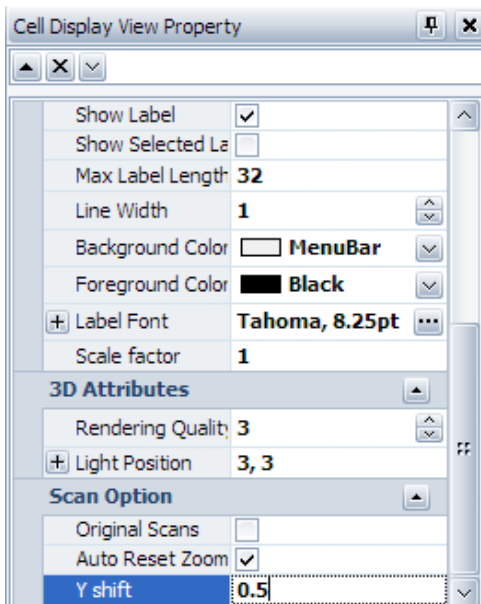 Cell Display View Property
Show Label
Show Selected La
Max Label Length 32
Line Width 1
Background Color MenuBar
Foreground Color Black
Label Font Tahoma, 8.25pt ...
Scale factor 1
3D Attributes
Rendering Quality 3
Light Position 3, 3
Scan Option
Original Scans
Auto Reset Zoom
Y shift 0.5